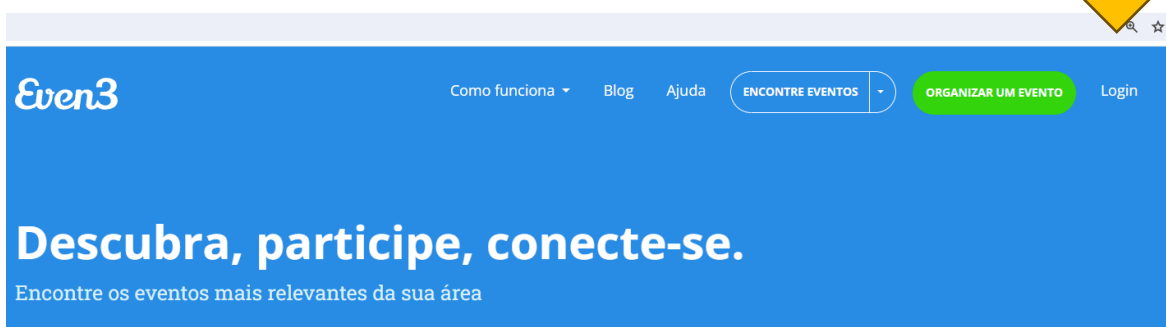 Even3 Como funciona Blog Ajuda ENCONTRE EVENTOS ORGANIZAR UM EVENTO Login
Descubra, participe, conecte-se.
Encontre os eventos mais relevantes da sua área